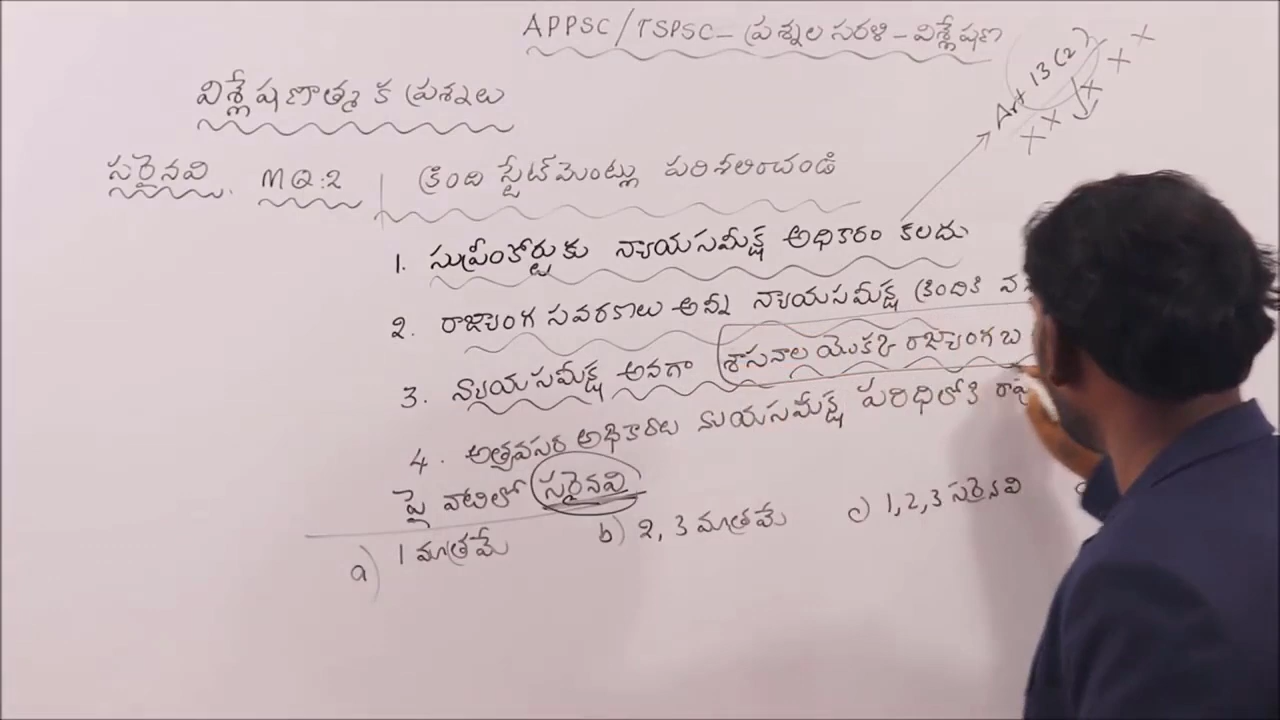 APPSC/TSPSC - ప్రశ్నల సరళి - విశ్లేషణ
Art 13(2)
విశ్లేషణాత్మక ప్రశ్నలు
సరైనవి. MQ:2 క్రింది స్టేట్‌మెంట్లు పరిశీలించండి
1. సుప్రీంకోర్టుకు న్యాయసమీక్ష అధికారం కలదు
2. రాజ్యాంగ సవరణలు అన్నీ న్యాయసమీక్ష క్రిందికి
3. న్యాయసమీక్ష అనగా శాసనాల యొక్క రాజ్యాంగబ
4. అత్యవసర అధికారాలు న్యాయసమీక్ష పరిధిలోకి
పై వాటిలో సరైనవి
a) 1 మాత్రమే b) 2, 3 మాత్రమే c) 1,2,3 సరైనవి